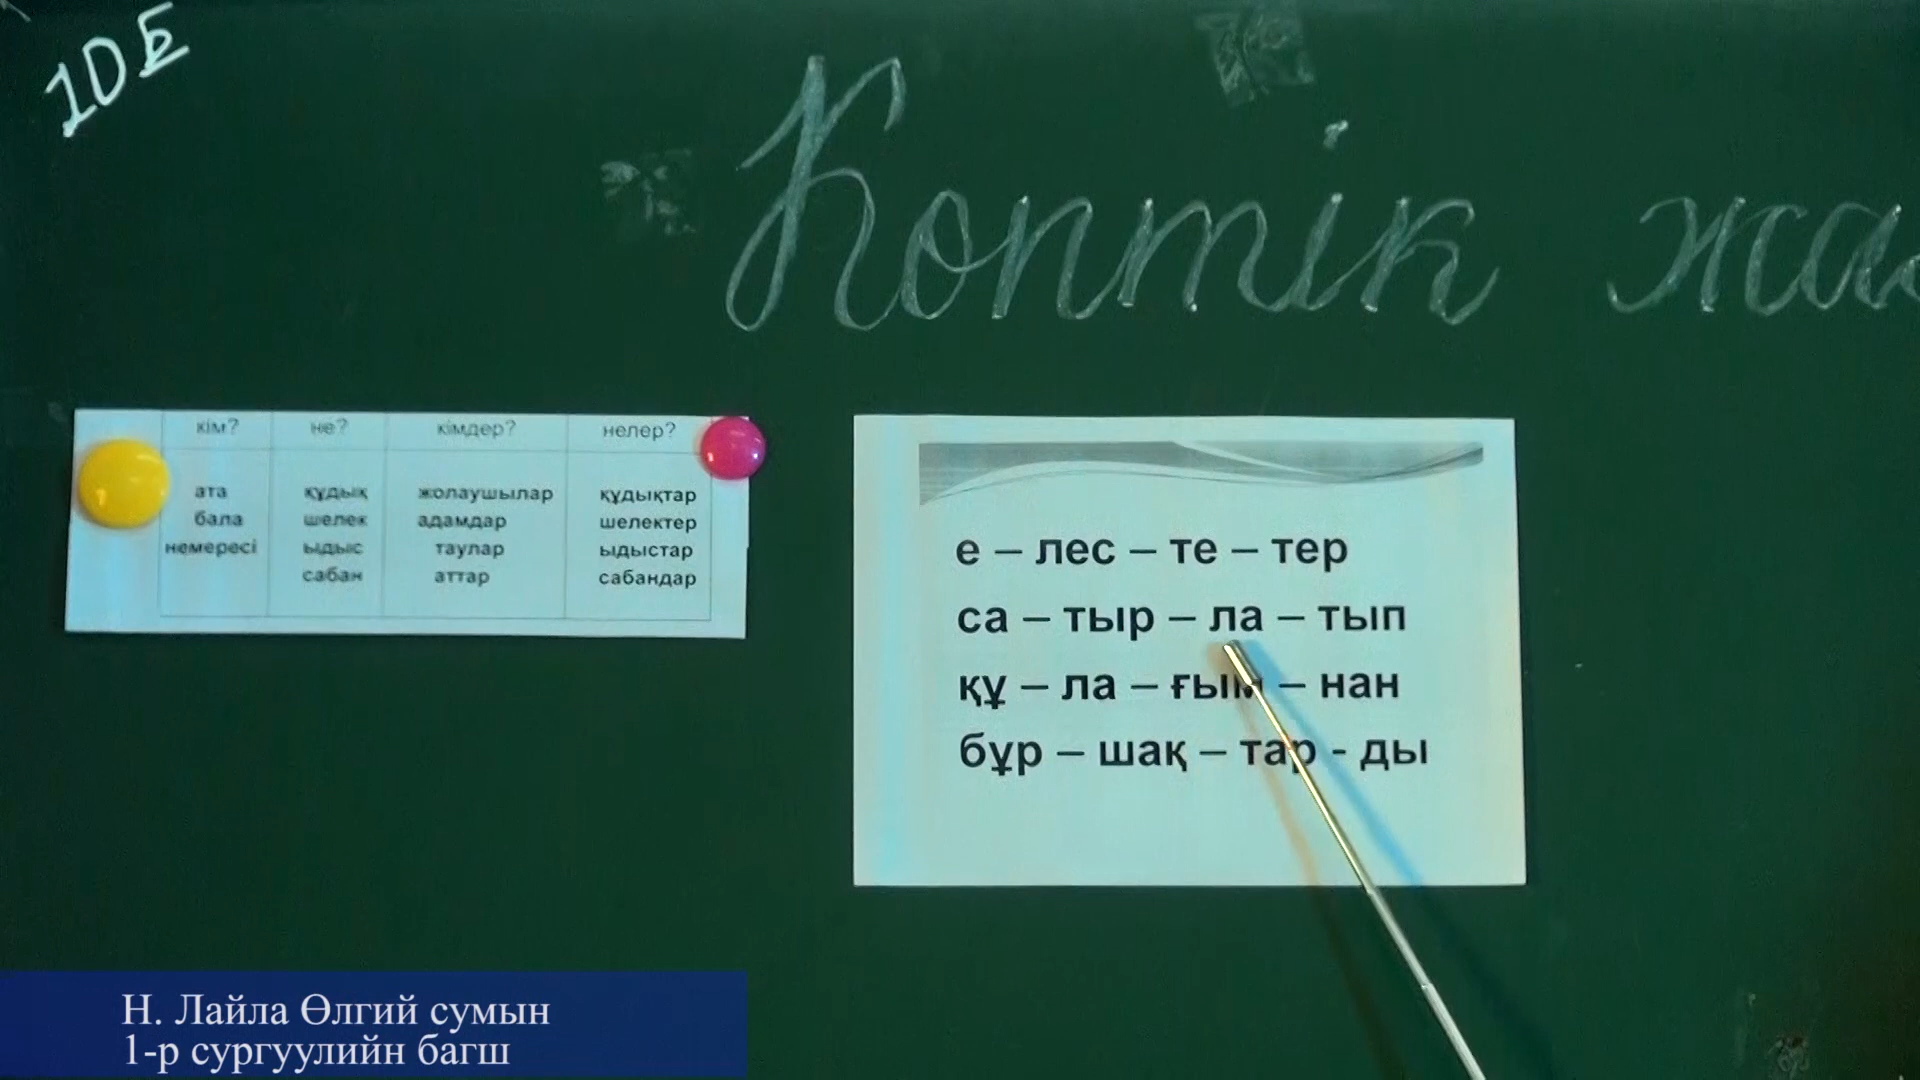 10Б
Көптік жа
кім? не? кімдер? нелер?
ата құдық жолаушылар құдықтар
бала шелек адамдар шелектер
немересі ыдыс таулар ыдыстар
сабан аттар сабандар
е – лес – те – тер
са – тыр – ла – тып
құ – ла – ғым – нан
бұр – шақ – тар - ды
Н. Лайла Өлгий сумын
1-р сургуулийн багш